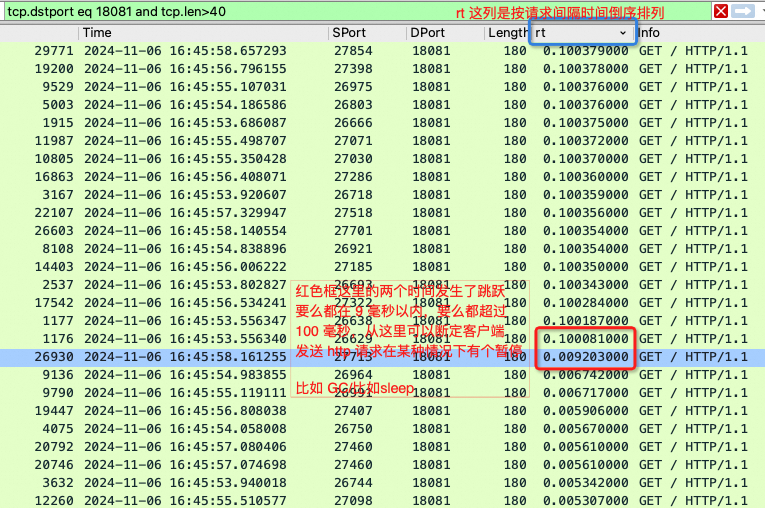 tcp.dstport eq 18081 and tcp.len>40
rt 这列是按请求间隔时间倒序排列
Time SPort DPort Length rt Info
29771 2024-11-06 16:45:58.657293 27854 18081 180 0.100379000 GET / HTTP/1.1
19200 2024-11-06 16:45:56.796155 27398 18081 180 0.100378000 GET / HTTP/1.1
9529 2024-11-06 16:45:55.107031 26975 18081 180 0.100376000 GET / HTTP/1.1
5003 2024-11-06 16:45:54.186586 26803 18081 180 0.100376000 GET / HTTP/1.1
1915 2024-11-06 16:45:53.686087 26666 18081 180 0.100375000 GET / HTTP/1.1
11987 2024-11-06 16:45:55.498707 27071 18081 180 0.100372000 GET / HTTP/1.1
10805 2024-11-06 16:45:55.350428 27030 18081 180 0.100370000 GET / HTTP/1.1
16863 2024-11-06 16:45:56.408071 27286 18081 180 0.100360000 GET / HTTP/1.1
3167 2024-11-06 16:45:53.920607 26718 18081 180 0.100359000 GET / HTTP/1.1
22107 2024-11-06 16:45:57.329947 27518 18081 180 0.100356000 GET / HTTP/1.1
26603 2024-11-06 16:45:58.140554 27701 18081 180 0.100354000 GET / HTTP/1.1
8108 2024-11-06 16:45:54.838896 26921 18081 180 0.100354000 GET / HTTP/1.1
14403 2024-11-06 16:45:56.006222 27185 18081 180 0.100350000 GET / HTTP/1.1
2537 2024-11-06 16:45:53.802827 26693 18081 180 0.100343000 GET / HTTP/1.1
17542 2024-11-06 16:45:56.534241 27322 18081 180 0.100284000 GET / HTTP/1.1
1177 2024-11-06 16:45:53.556347 26638 18081 180 0.100187000 GET / HTTP/1.1
1176 2024-11-06 16:45:53.556340 26629 18081 180 0.100081000 GET / HTTP/1.1
26930 2024-11-06 16:45:58.161255 27713 18081 180 0.009203000 GET / HTTP/1.1
9136 2024-11-06 16:45:54.983855 26964 18081 180 0.006742000 GET / HTTP/1.1
9790 2024-11-06 16:45:55.119111 26991 18081 180 0.006717000 GET / HTTP/1.1
19447 2024-11-06 16:45:56.808038 27407 18081 180 0.005906000 GET / HTTP/1.1
4075 2024-11-06 16:45:54.058008 26750 18081 180 0.005670000 GET / HTTP/1.1
20792 2024-11-06 16:45:57.080406 27460 18081 180 0.005610000 GET / HTTP/1.1
20746 2024-11-06 16:45:57.074698 27460 18081 180 0.005610000 GET / HTTP/1.1
3632 2024-11-06 16:45:53.940018 26744 18081 180 0.005342000 GET / HTTP/1.1
12260 2024-11-06 16:45:55.510577 27098 18081 180 0.005307000 GET / HTTP/1.1
红色框这里的两个时间发生了跳跃
要么都在 9 毫秒以内，要么都超过
100 毫秒，从这里可以断定客户端
发送 http 请求在某种情况下有个暂停
比如 GC/比如sleep